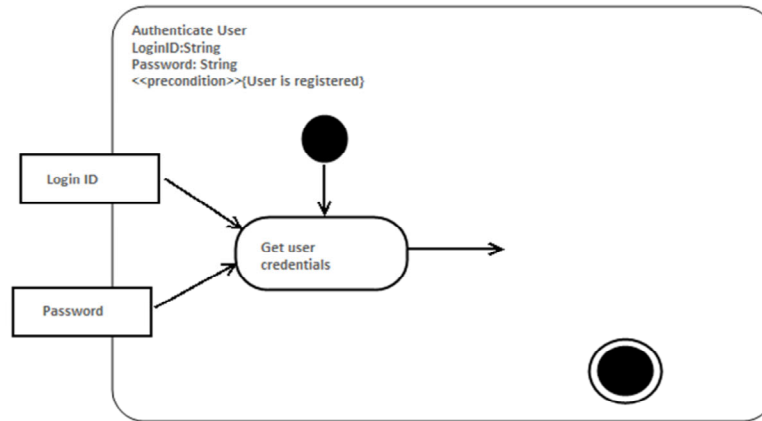 Authenticate User
LoginID:String
Password: String
<<precondition>>{User is registered}
Login ID
Get user
credentials
Password